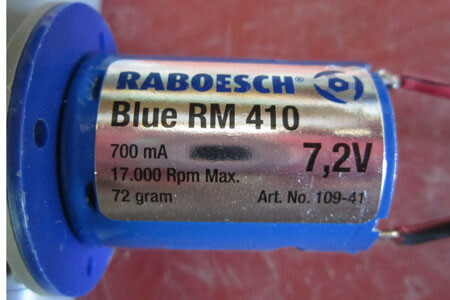 RABOESCH®
Blue RM 410
700 mA
7,2V
17.000 Rpm Max.
72 gram
Art. No. 109-41